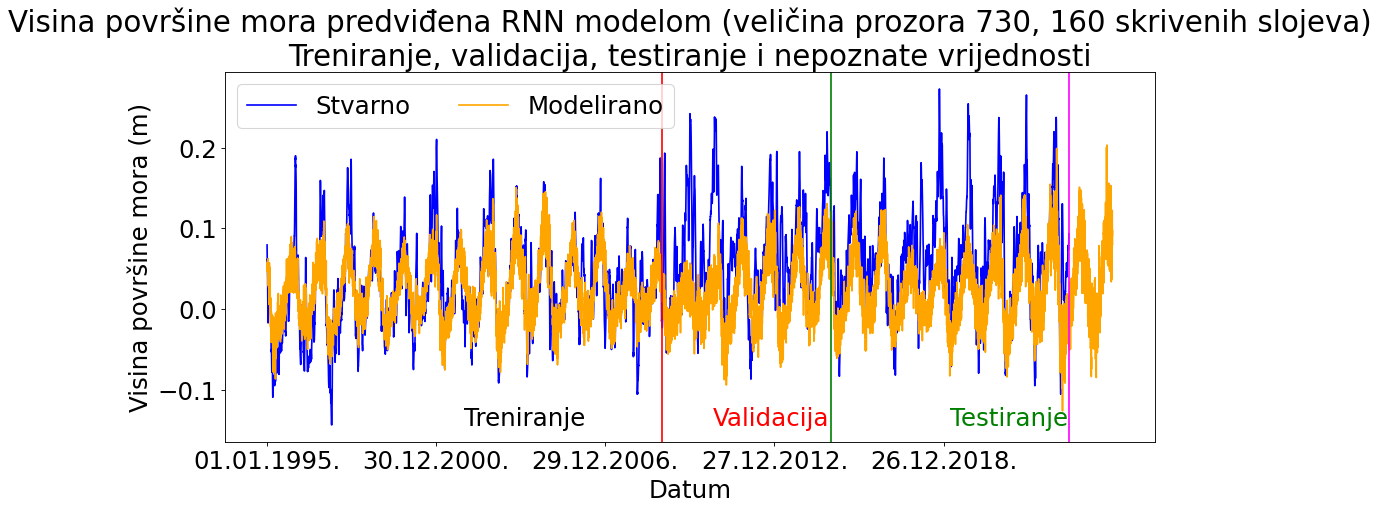 Visina površine mora predviđena RNN modelom (veličina prozora 730, 160 skrivenih slojeva)
Treniranje, validacija, testiranje i nepoznate vrijednosti
Stvarno
Modelirano
Visina površine mora (m)
0.2
0.1
0.0
−0.1
Treniranje
Validacija
Testiranje
01.01.1995.
30.12.2000.
29.12.2006.
27.12.2012.
26.12.2018.
Datum